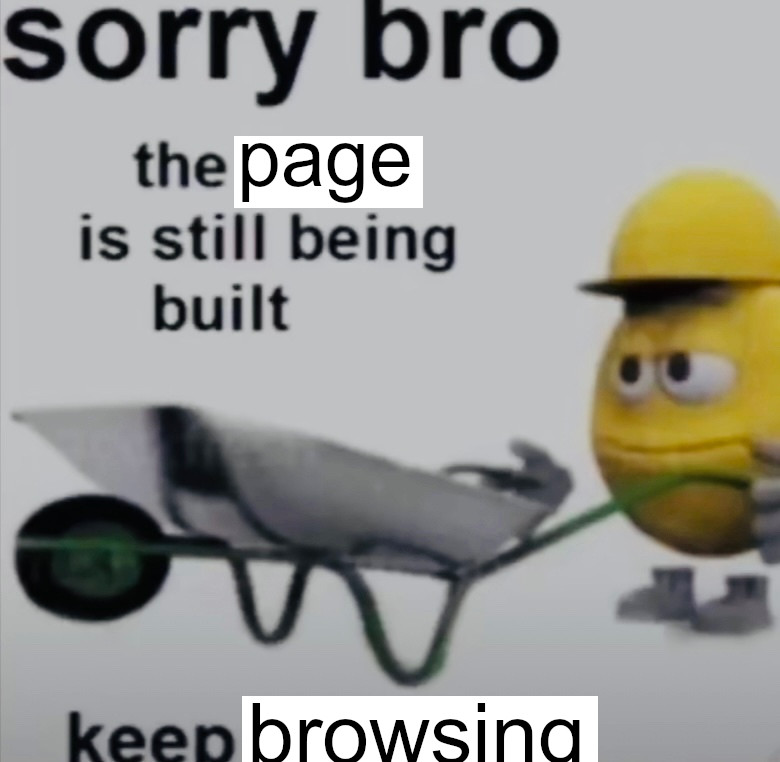 sorry bro
the page
is still being
built
keep browsing